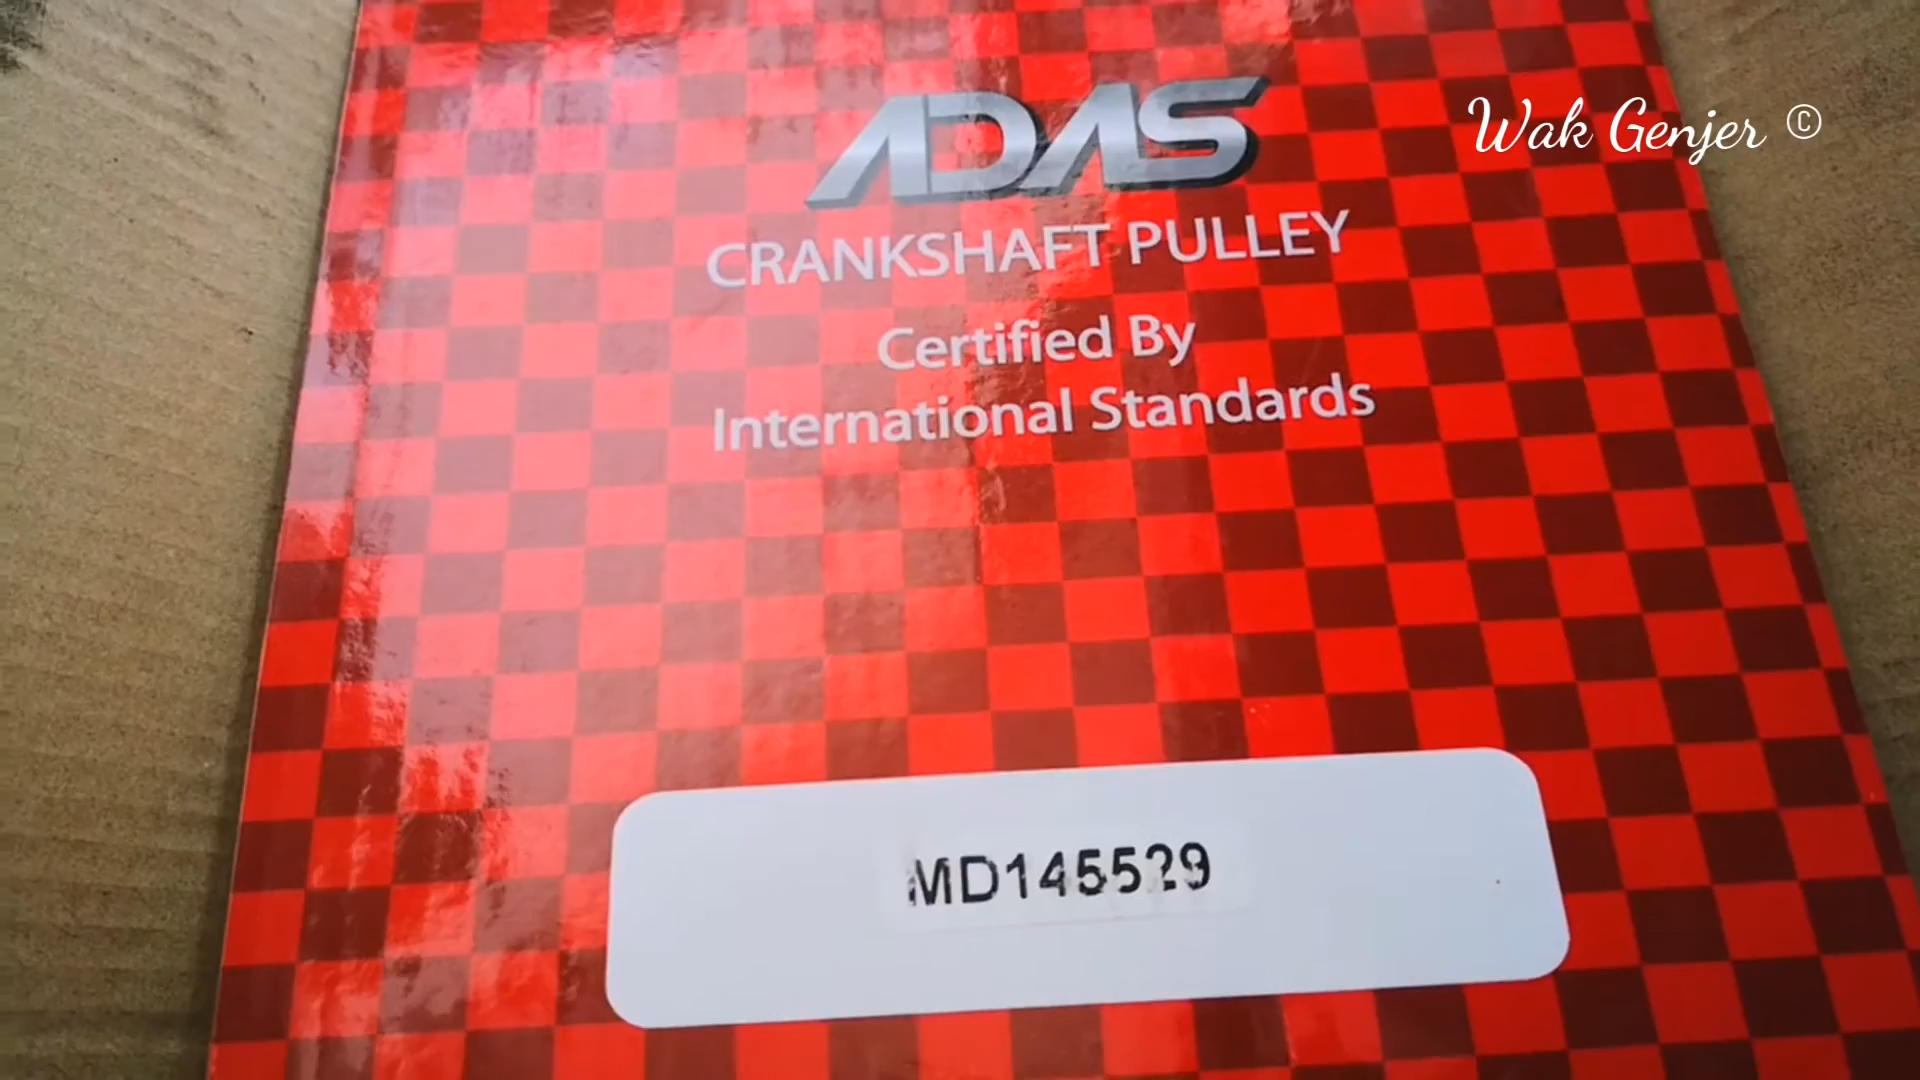 ADAS
Wak Genjer ©
CRANKSHAFT PULLEY
Certified By
International Standards
MD145529